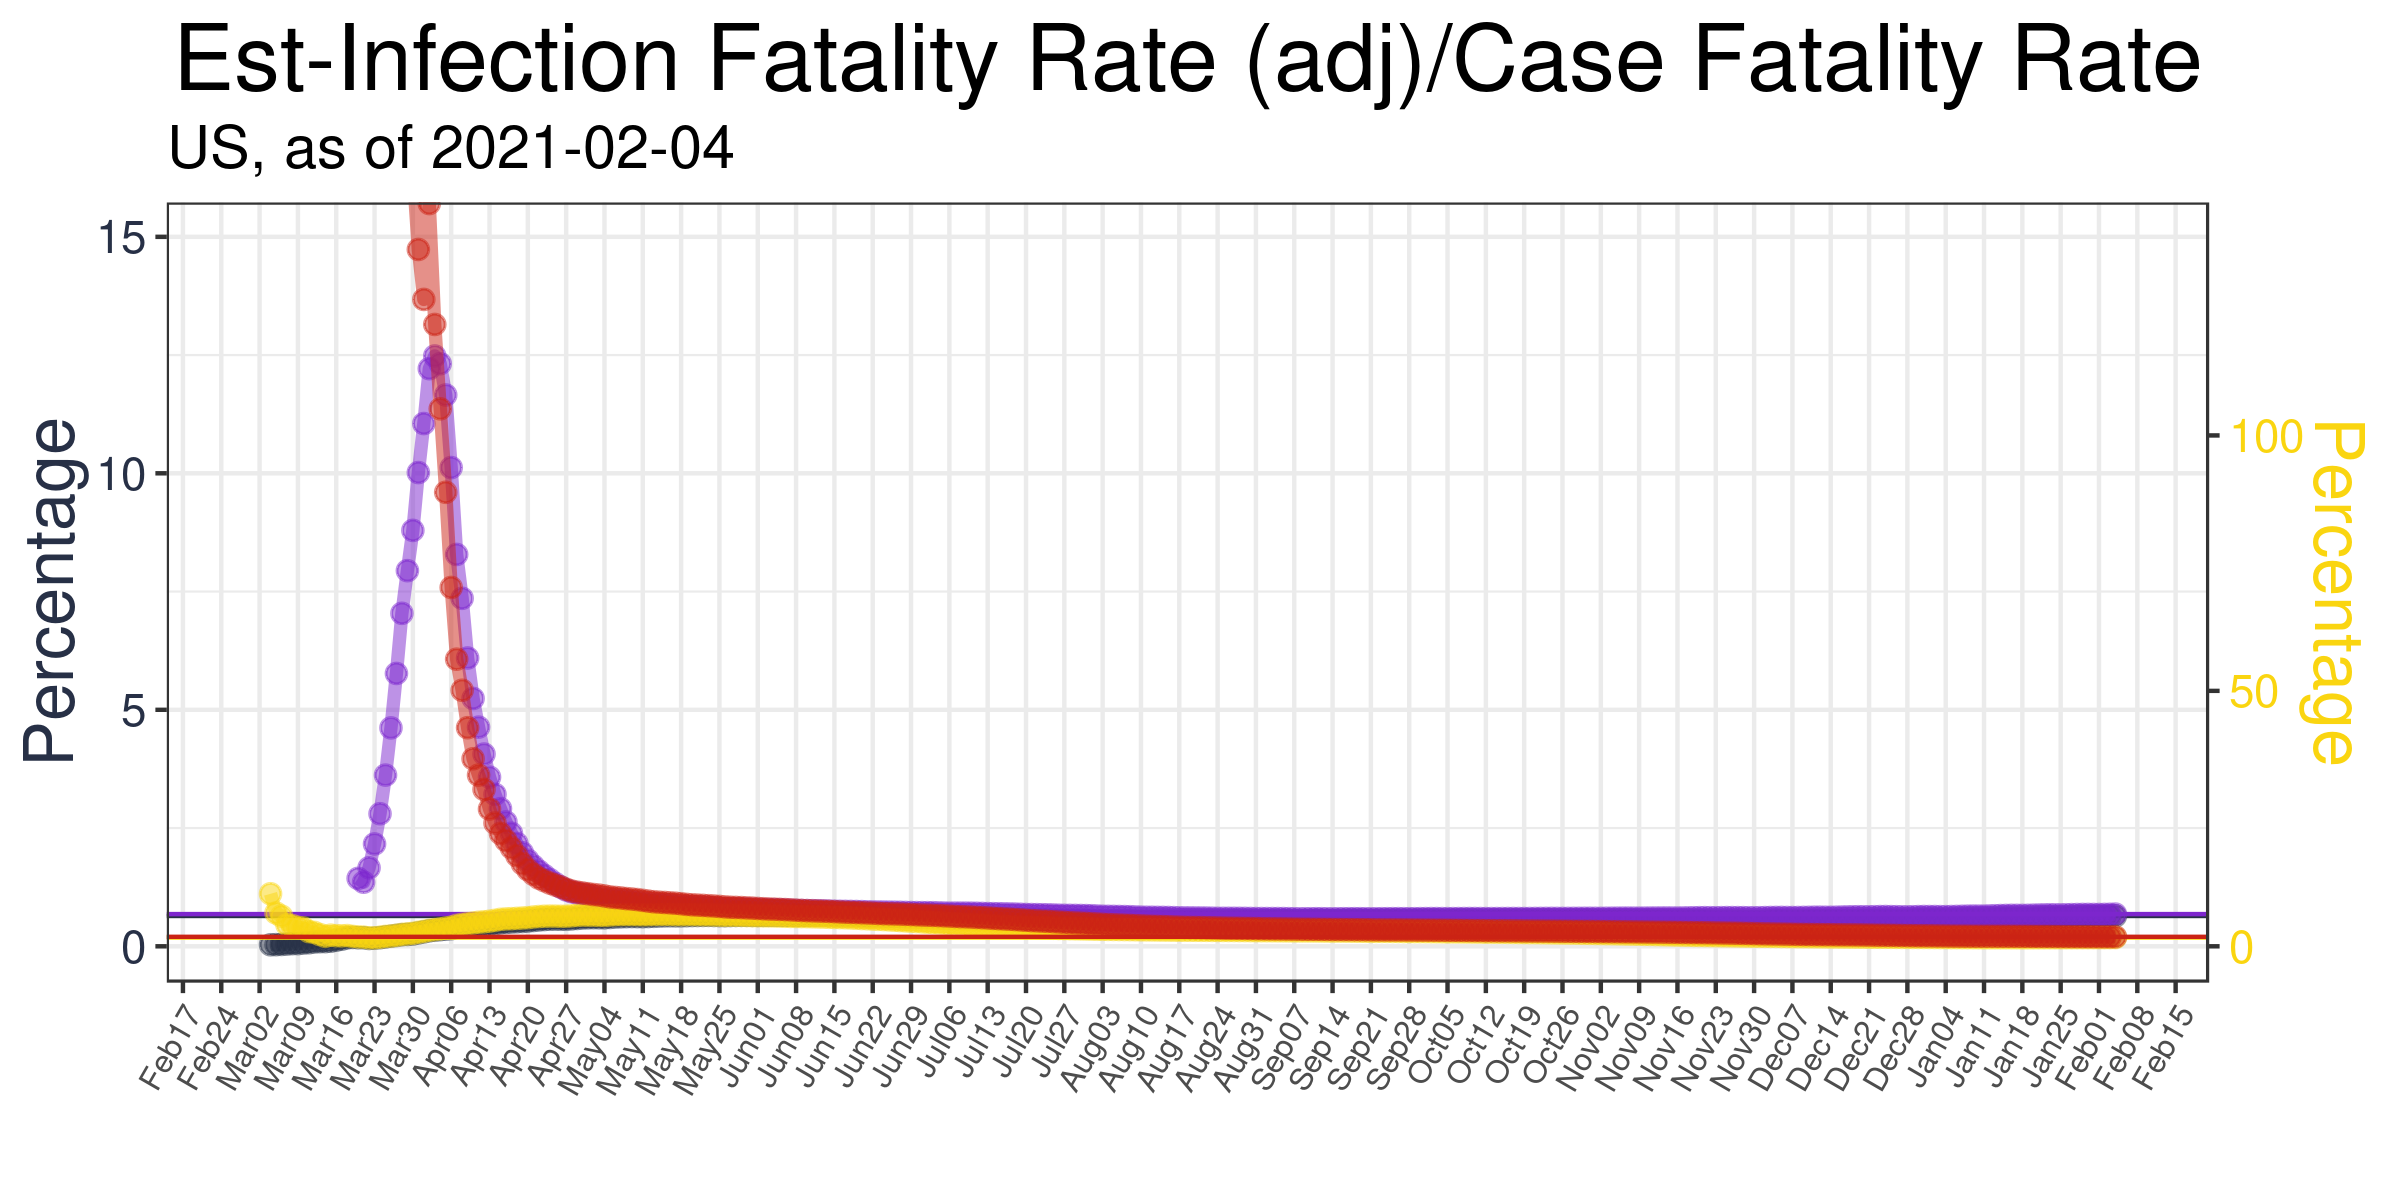 Est-Infection Fatality Rate (adj)/Case Fatality Rate
US, as of 2021-02-04
Percentage
15
10
5
0
100
50
0
Percentage
Feb17
Feb24
Mar02
Mar09
Mar16
Mar23
Mar30
Apr06
Apr13
Apr20
Apr27
May04
May11
May18
May25
Jun01
Jun08
Jun15
Jun22
Jun29
Jul06
Jul13
Jul20
Jul27
Aug03
Aug10
Aug17
Aug24
Aug31
Sep07
Sep14
Sep21
Sep28
Oct05
Oct12
Oct19
Oct26
Nov02
Nov09
Nov16
Nov23
Nov30
Dec07
Dec14
Dec21
Dec28
Jan04
Jan11
Jan18
Jan25
Feb01
Feb08
Feb15